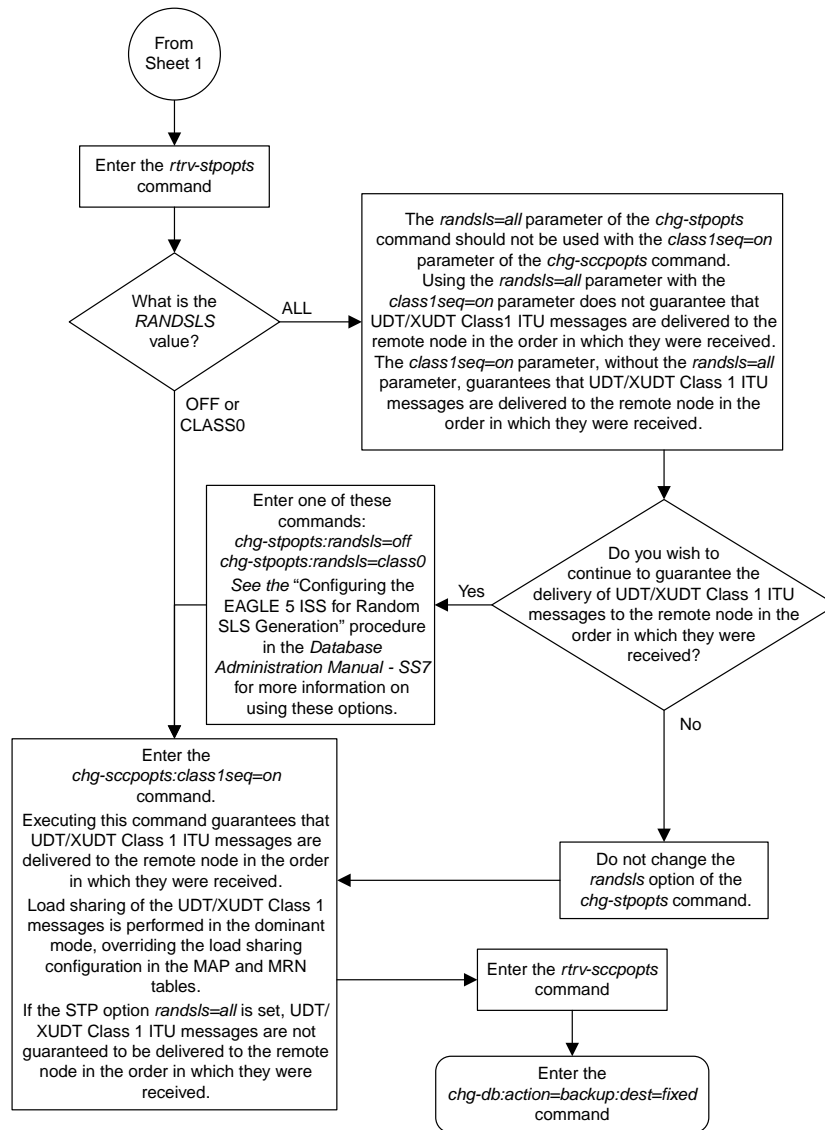 From
Sheet 1
Enter the rtrv-stpopts
command
What is the
RANDSLS
value?
ALL
OFF or
CLASS0
The randsls=all parameter of the chg-stpopts
command should not be used with the class1seq=on
parameter of the chg-sccpopts command.
Using the randsls=all parameter with the
class1seq=on parameter does not guarantee that
UDT/XUDT Class1 ITU messages are delivered to the
remote node in the order in which they were received.
The class1seq=on parameter, without the randsls=all
parameter, guarantees that UDT/XUDT Class 1 ITU
messages are delivered to the remote node in the
order in which they were received.
Do you wish to
continue to guarantee the
delivery of UDT/XUDT Class 1 ITU
messages to the remote node in the
order in which they were
received?
Yes
No
Enter one of these
commands:
chg-stpopts:randsls=off
chg-stpopts:randsls=class0
See the “Configuring the
EAGLE 5 ISS for Random
SLS Generation” procedure
in the Database
Administration Manual - SS7
for more information on
using these options.
Do not change the
randsls option of the
chg-stpopts command.
Enter the
chg-sccpopts:class1seq=on
command.
Executing this command guarantees that
UDT/XUDT Class 1 ITU messages are
delivered to the remote node in the order
in which they were received.
Load sharing of the UDT/XUDT Class 1
messages is performed in the dominant
mode, overriding the load sharing
configuration in the MAP and MRN
tables.
If the STP option randsls=all is set, UDT/
XUDT Class 1 ITU messages are not
guaranteed to be delivered to the remote
node in the order in which they were
received.
Enter the rtrv-sccpopts
command
Enter the
chg-db:action=backup:dest=fixed
command